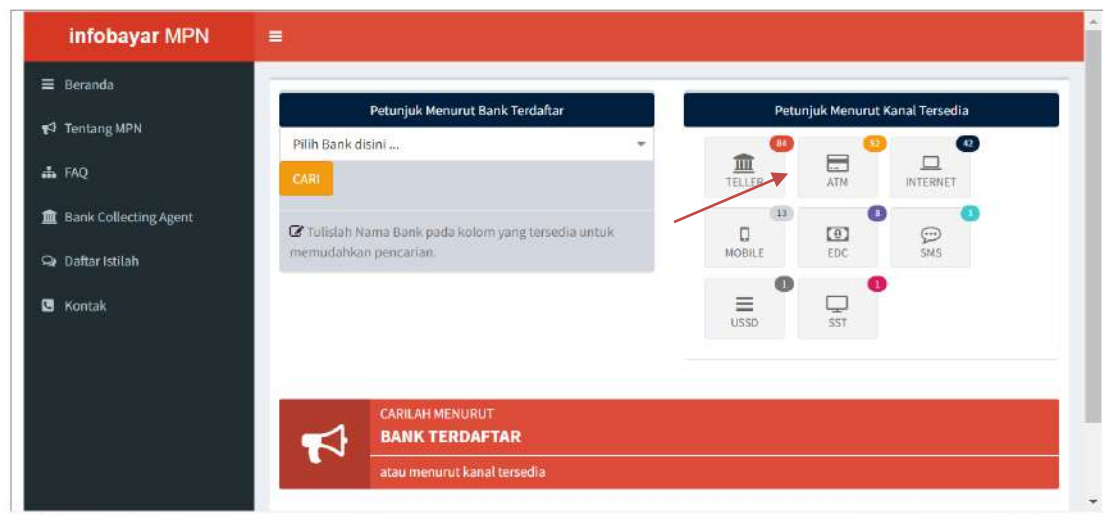 infobayar MPN
Beranda
Tentang MPN
FAQ
Bank Collecting Agent
Daftar Istilah
Kontak
Petunjuk Menurut Bank Terdaftar
Pilih Bank disini ...
CARI
Tulislah Nama Bank pada kolom yang tersedia untuk
memudahkan pencarian.
Petunjuk Menurut Kanal Tersedia
84
TELLER
52
ATM
42
INTERNET
13
MOBILE
8
EDC
1
SMS
1
USSD
1
SST
CARILAH MENURUT
BANK TERDAFTAR
atau menurut kanal tersedia